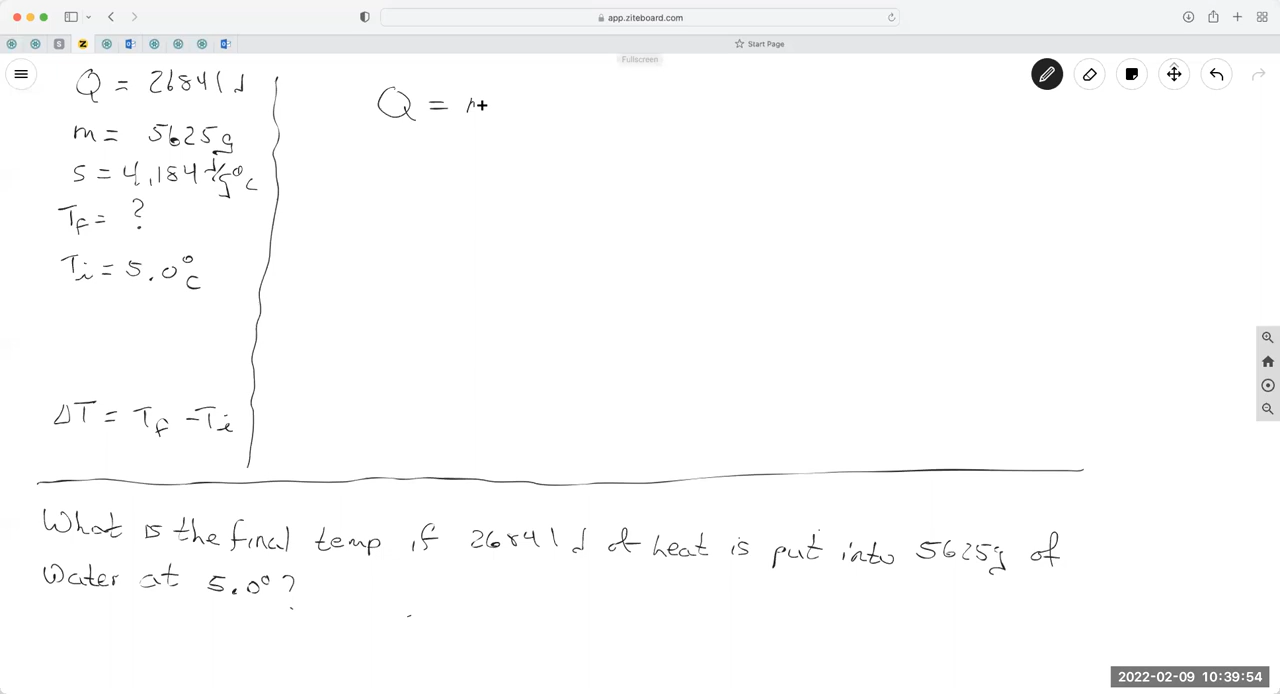 app.ziteboard.com
S
Z
Start Page
Fullscreen
Q = 26841 J
m = 5625g
s = 4.184 J/g°C
Tf = ?
Ti = 5.0°C
ΔT = Tf - Ti
Q =
What is the final temp if 26841 J of heat is put into 5625g of
Water at 5.0°?
2022-02-09 10:39:54